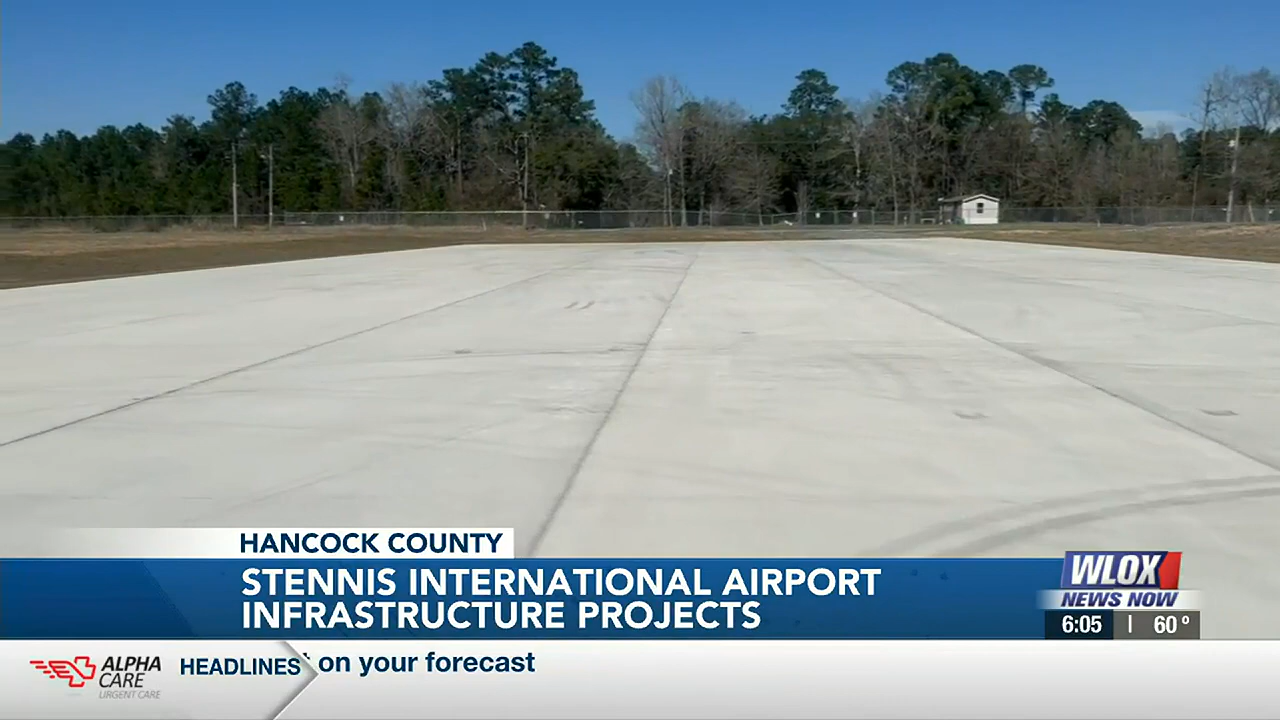 HANCOCK COUNTY
STENNIS INTERNATIONAL AIRPORT
INFRASTRUCTURE PROJECTS
WLOX
NEWS NOW
6:05 | 60°
ALPHA
CARE
URGENT CARE
HEADLINES
on your forecast